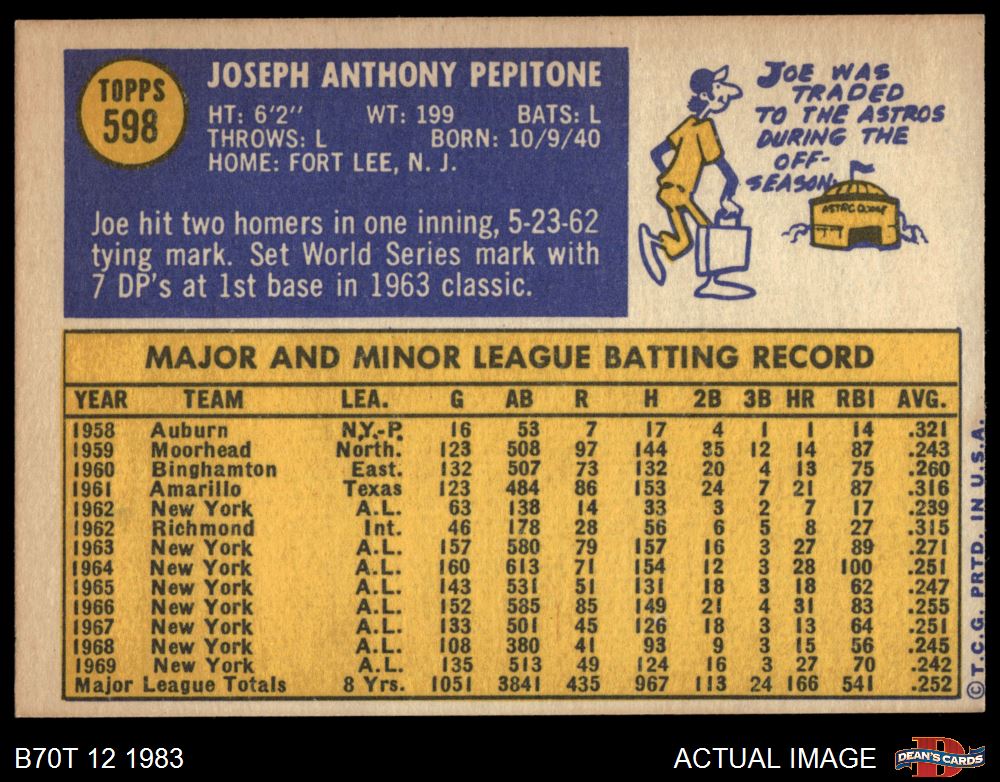 TOPPS
598
JOSEPH ANTHONY PEPITONE
HT: 6'2" WT: 199 BATS: L
THROWS: L BORN: 10/9/40
HOME: FORT LEE, N. J.
Joe hit two homers in one inning, 5-23-62
tying mark. Set World Series mark with
7 DP's at 1st base in 1963 classic.
JOE WAS
TRADED
TO THE ASTROS
DURING THE
OFF-
SEASON.
ASTRODOME
MAJOR AND MINOR LEAGUE BATTING RECORD
YEAR TEAM LEA. G AB R H 2B 3B HR RBI AVG.
1958 Auburn N.Y.-P. 16 53 7 17 4 1 1 14 .321
1959 Moorhead North. 123 508 97 144 35 12 14 87 .243
1960 Binghamton East. 132 507 73 132 20 4 13 75 .260
1961 Amarillo Texas 123 484 86 153 24 7 21 87 .316
1962 New York A.L. 63 138 14 33 3 2 7 17 .239
1962 Richmond Int. 46 178 28 56 6 5 8 27 .315
1963 New York A.L. 157 580 79 157 16 3 27 89 .271
1964 New York A.L. 160 613 71 154 12 3 28 100 .251
1965 New York A.L. 143 531 51 131 18 3 18 62 .247
1966 New York A.L. 152 585 85 149 21 4 31 83 .255
1967 New York A.L. 133 501 45 126 18 3 13 64 .251
1968 New York A.L. 108 380 41 93 9 3 15 56 .245
1969 New York A.L. 135 513 49 124 16 3 27 70 .242
Major League Totals 8 Yrs. 1051 3841 435 967 113 24 166 541 .252
© T.C.G. PRTD. IN U.S.A.
B70T 12 1983
ACTUAL IMAGE
DEAN'S CARDS